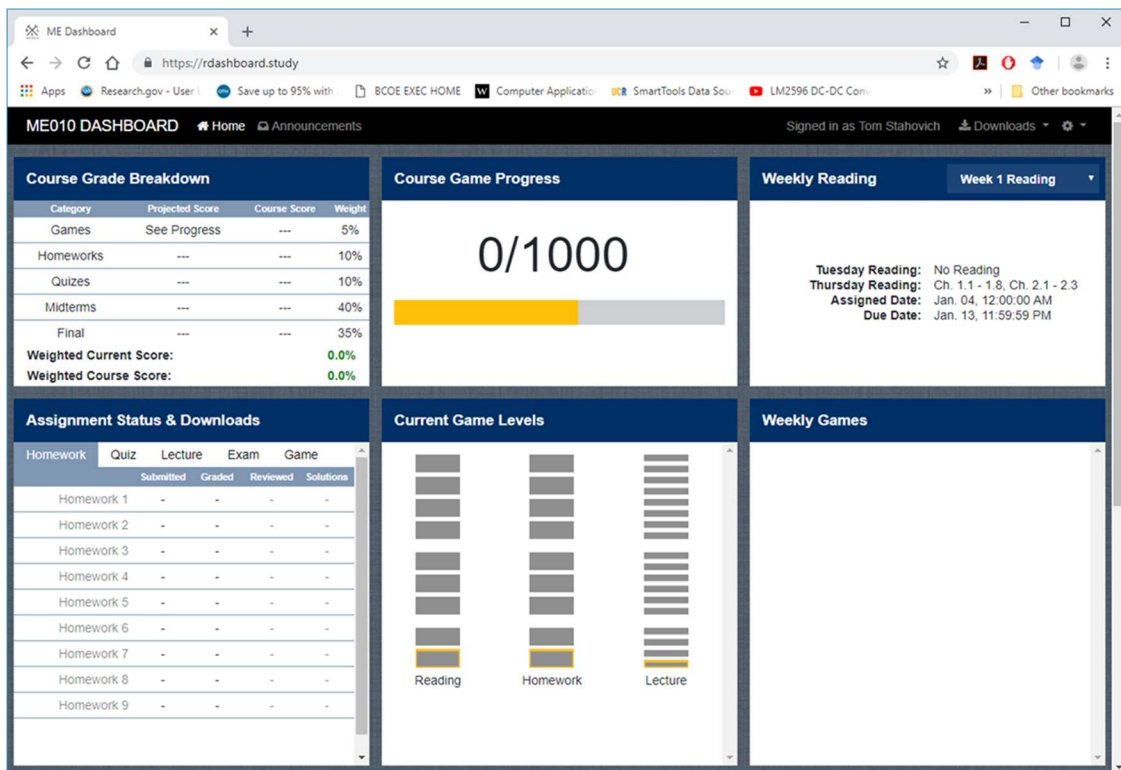 ME Dashboard
https://rdashboard.study
Apps Research.gov - User Save up to 95% with BCOE EXEC HOME W Computer Applicatio UCR SmartTools Data Sou LM2596 DC-DC Con » Other bookmarks
ME010 DASHBOARD Home Announcements Signed in as Tom Stahovich Downloads
Course Grade Breakdown
Category Projected Score Course Score Weight
Games See Progress --- 5%
Homeworks --- --- 10%
Quizes --- --- 10%
Midterms --- --- 40%
Final --- --- 35%
Weighted Current Score: 0.0%
Weighted Course Score: 0.0%
Course Game Progress
0/1000
Weekly Reading Week 1 Reading
Tuesday Reading: No Reading
Thursday Reading: Ch. 1.1 - 1.8, Ch. 2.1 - 2.3
Assigned Date: Jan. 04, 12:00:00 AM
Due Date: Jan. 13, 11:59:59 PM
Assignment Status & Downloads
Homework Quiz Lecture Exam Game
Submitted Graded Reviewed Solutions
Homework 1 - - - -
Homework 2 - - - -
Homework 3 - - - -
Homework 4 - - - -
Homework 5 - - - -
Homework 6 - - - -
Homework 7 - - - -
Homework 8 - - - -
Homework 9 - - - -
Current Game Levels
Reading Homework Lecture
Weekly Games